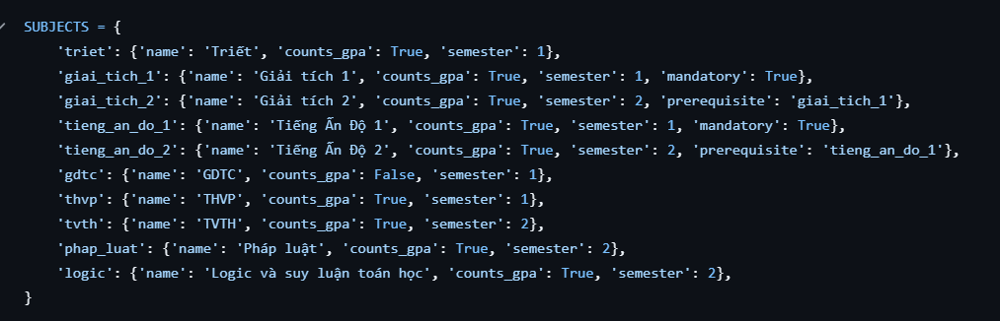 SUBJECTS = {
    'triet': {'name': 'Triết', 'counts_gpa': True, 'semester': 1},
    'giai_tich_1': {'name': 'Giải tích 1', 'counts_gpa': True, 'semester': 1, 'mandatory': True},
    'giai_tich_2': {'name': 'Giải tích 2', 'counts_gpa': True, 'semester': 2, 'prerequisite': 'giai_tich_1'},
    'tieng_an_do_1': {'name': 'Tiếng Ấn Độ 1', 'counts_gpa': True, 'semester': 1, 'mandatory': True},
    'tieng_an_do_2': {'name': 'Tiếng Ấn Độ 2', 'counts_gpa': True, 'semester': 2, 'prerequisite': 'tieng_an_do_1'},
    'gdtc': {'name': 'GDTC', 'counts_gpa': False, 'semester': 1},
    'thvp': {'name': 'THVP', 'counts_gpa': True, 'semester': 1},
    'tvth': {'name': 'TVTH', 'counts_gpa': True, 'semester': 2},
    'phap_luat': {'name': 'Pháp luật', 'counts_gpa': True, 'semester': 2},
    'logic': {'name': 'Logic và suy luận toán học', 'counts_gpa': True, 'semester': 2},
}